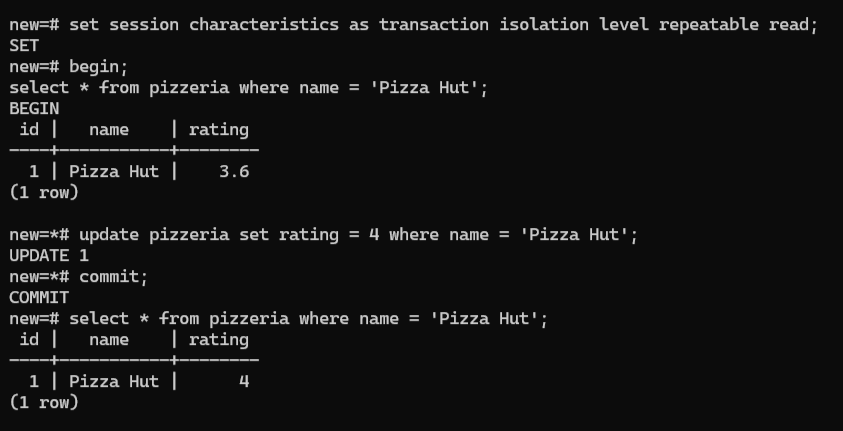 new=# set session characteristics as transaction isolation level repeatable read;
SET
new=# begin;
select * from pizzeria where name = 'Pizza Hut';
BEGIN
 id |   name    | rating
----+-----------+--------
  1 | Pizza Hut |    3.6
(1 row)

new=*# update pizzeria set rating = 4 where name = 'Pizza Hut';
UPDATE 1
new=*# commit;
COMMIT
new=# select * from pizzeria where name = 'Pizza Hut';
 id |   name    | rating
----+-----------+--------
  1 | Pizza Hut |      4
(1 row)